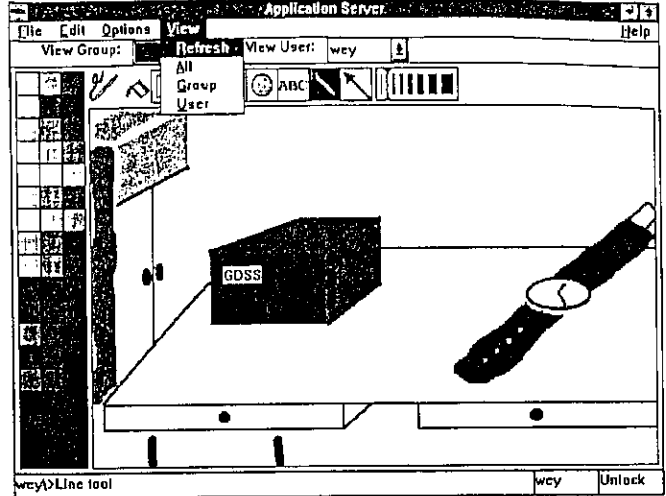 Application Server
File Edit Options View Help
View Group: Refresh View User: wey
All
Group
User
ABC
GDSS
wey\>Line tool wey Unlock